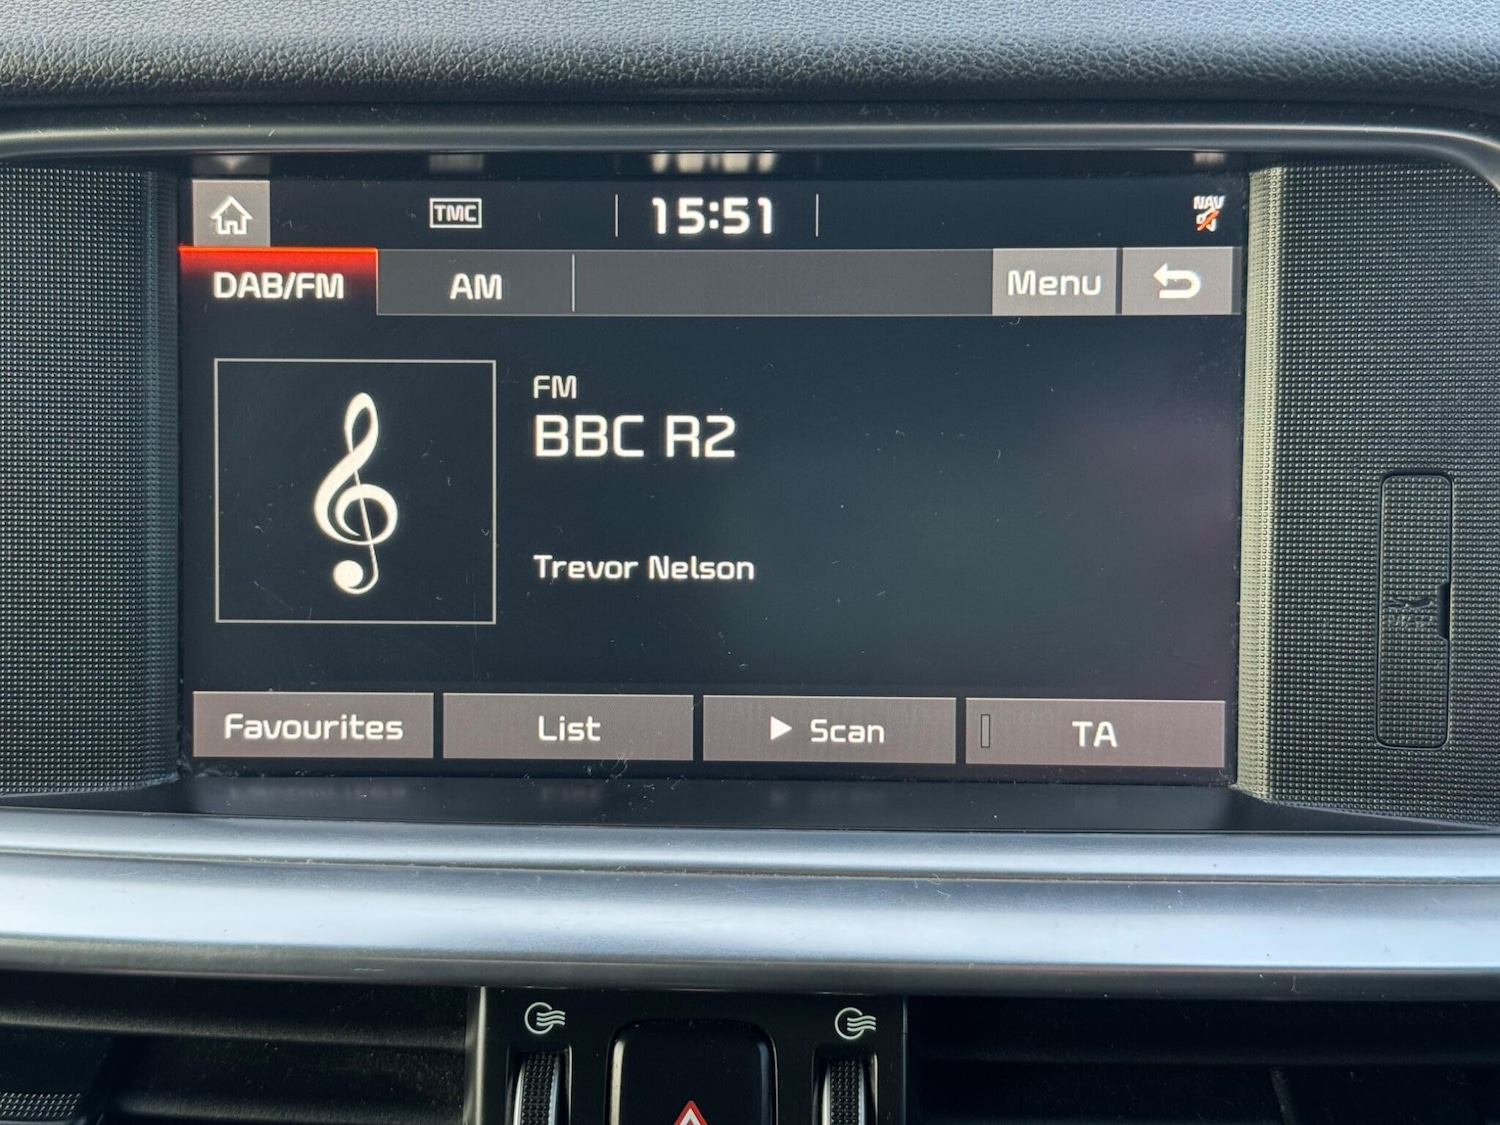 TMC
15:51
NAV
DAB/FM
AM
Menu
FM
BBC R2
Trevor Nelson
Favourites
List
Scan
TA